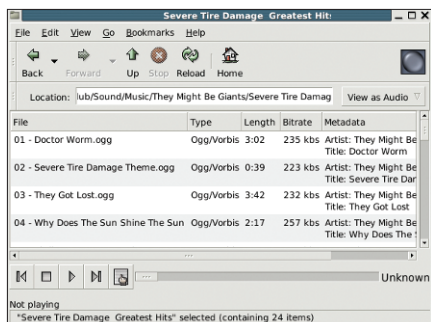 Severe Tire Damage Greatest Hit:
File Edit View Go Bookmarks Help
Back Forward Up Stop Reload Home
Location: lub/Sound/Music/They Might Be Giants/Severe Tire Damag View as Audio
File Type Length Bitrate Metadata
01 - Doctor Worm.ogg Ogg/Vorbis 3:02 235 kbs Artist: They Might Be
Title: Doctor Worm
02 - Severe Tire Damage Theme.ogg Ogg/Vorbis 0:39 223 kbs Artist: They Might Be
Title: Severe Tire Dar
03 - They Got Lost.ogg Ogg/Vorbis 3:42 232 kbs Artist: They Might Be
Title: They Got Lost
04 - Why Does The Sun Shine The Sun Ogg/Vorbis 2:17 257 kbs Artist: They Might Be
Title: Why Does The
Unknown
Not playing
"Severe Tire Damage Greatest Hits" selected (containing 24 items)